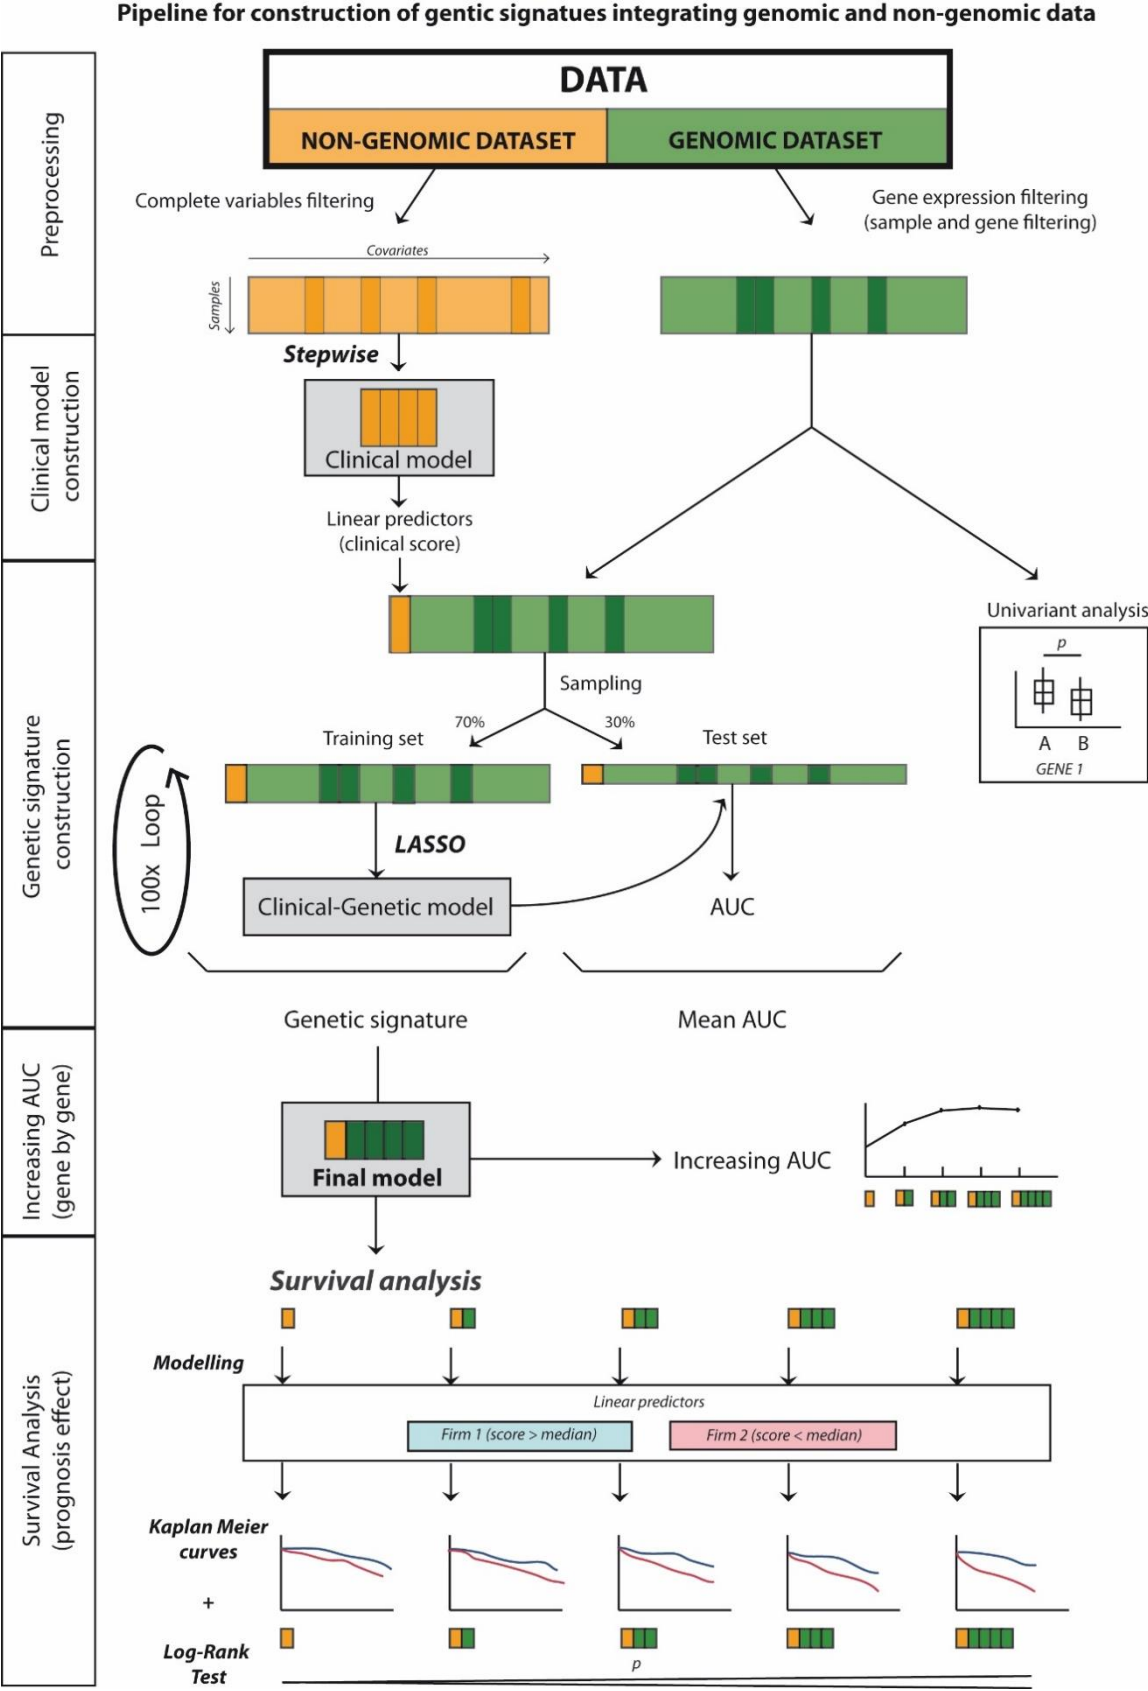 Pipeline for construction of gentic signatues integrating genomic and non-genomic data
Preprocessing
DATA
NON-GENOMIC DATASET
GENOMIC DATASET
Complete variables filtering
Gene expression filtering
(sample and gene filtering)
Covariates
Samples
Clinical model
construction
Stepwise
Clinical model
Linear predictors
(clinical score)
Genetic signature
construction
Univariant analysis
p
A B
GENE 1
Sampling
70%
30%
Training set
Test set
100x Loop
LASSO
Clinical-Genetic model
AUC
Genetic signature
Mean AUC
Increasing AUC
(gene by gene)
Final model
Increasing AUC
Survival Analysis
(prognosis effect)
Survival analysis
Modelling
Linear predictors
Firm 1 (score > median)
Firm 2 (score < median)
Kaplan Meier
curves
+
Log-Rank
Test
p